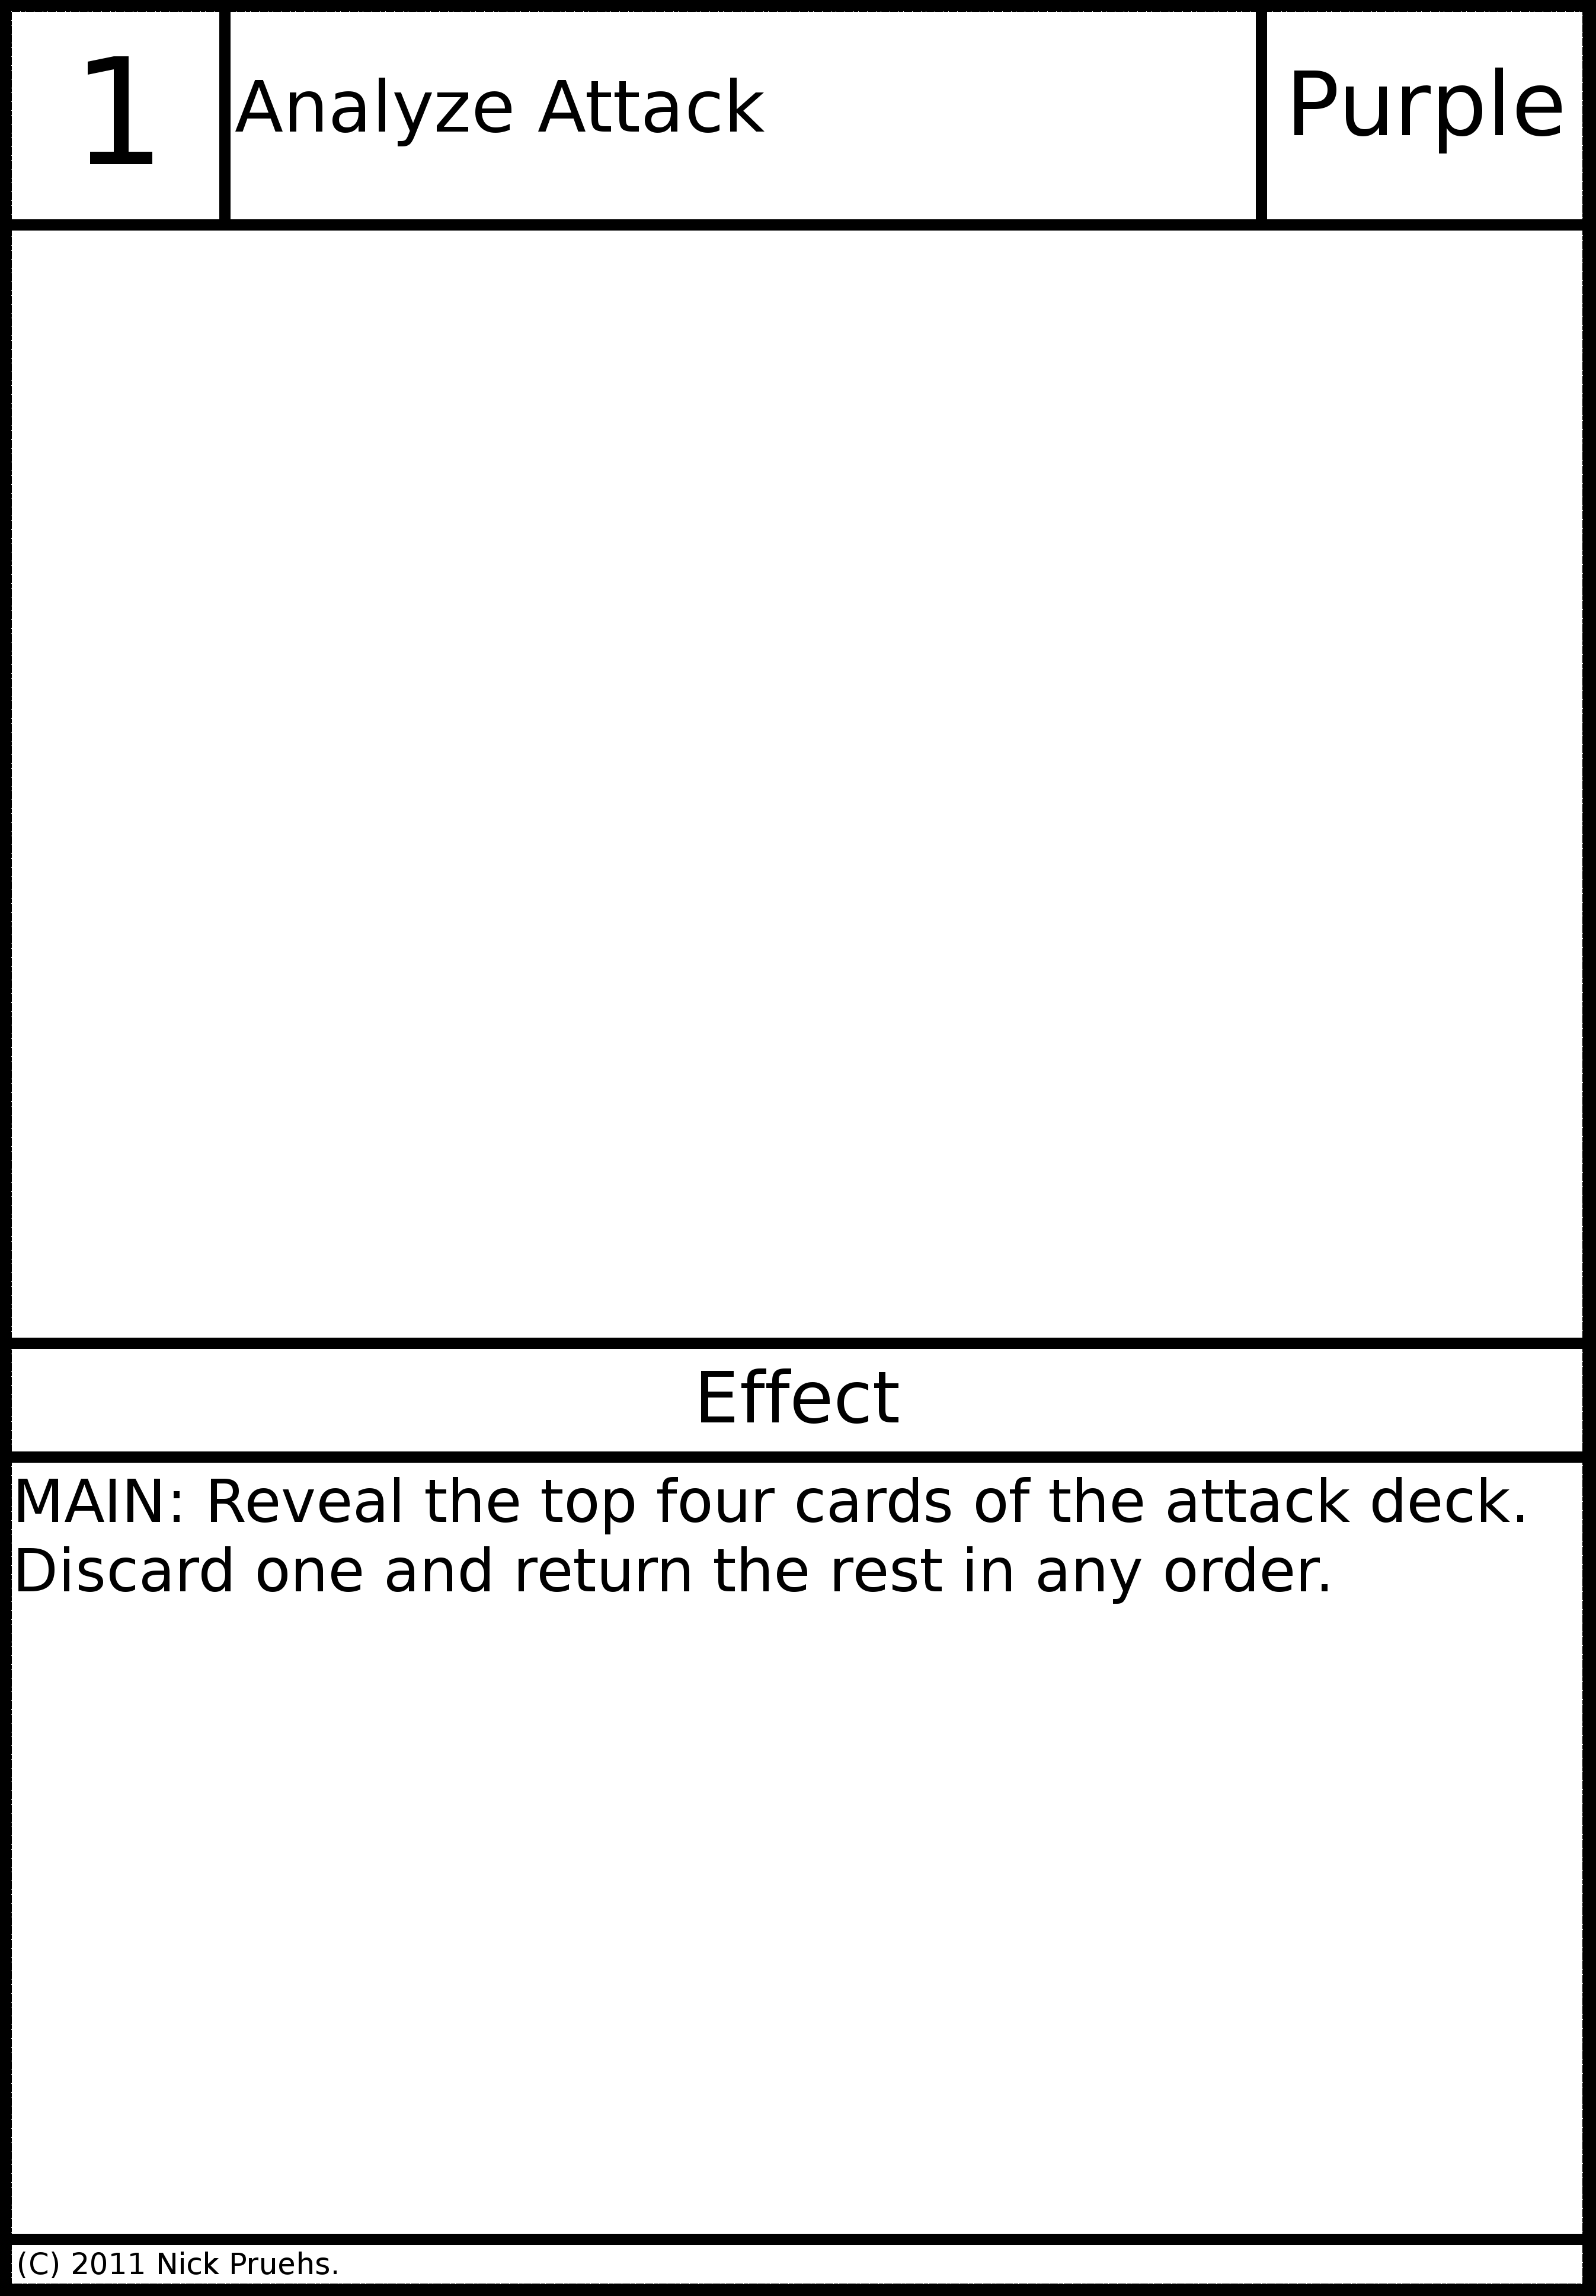 1
Analyze Attack
Purple
Effect
MAIN: Reveal the top four cards of the attack deck.
Discard one and return the rest in any order.
(C) 2011 Nick Pruehs.